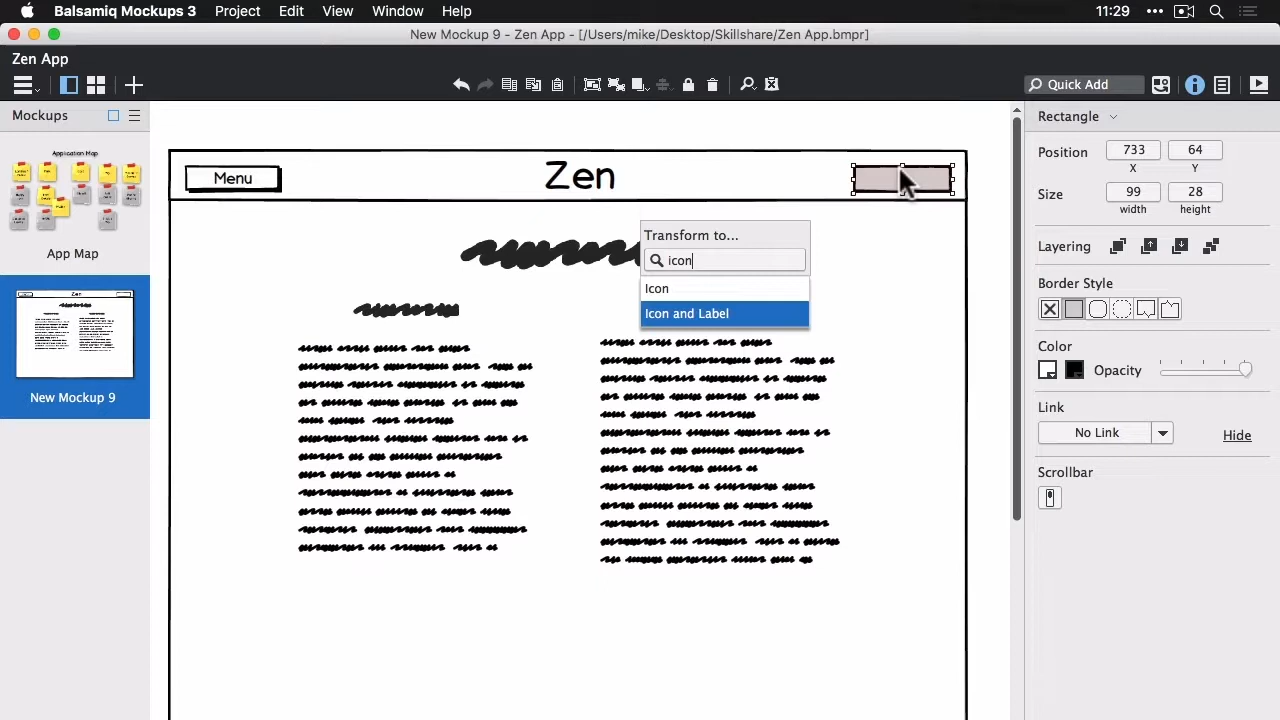 Balsamiq Mockups 3 Project Edit View Window Help 11:29
New Mockup 9 - Zen App - [/Users/mike/Desktop/Skillshare/Zen App.bmpr]
Zen App
Quick Add
Mockups
Application Map
App Map
New Mockup 9
Menu
Zen
Transform to...
icon
Icon
Icon and Label
Rectangle
Position 733 64
X Y
Size 99 28
width height
Layering
Border Style
Color
Opacity
Link
No Link Hide
Scrollbar